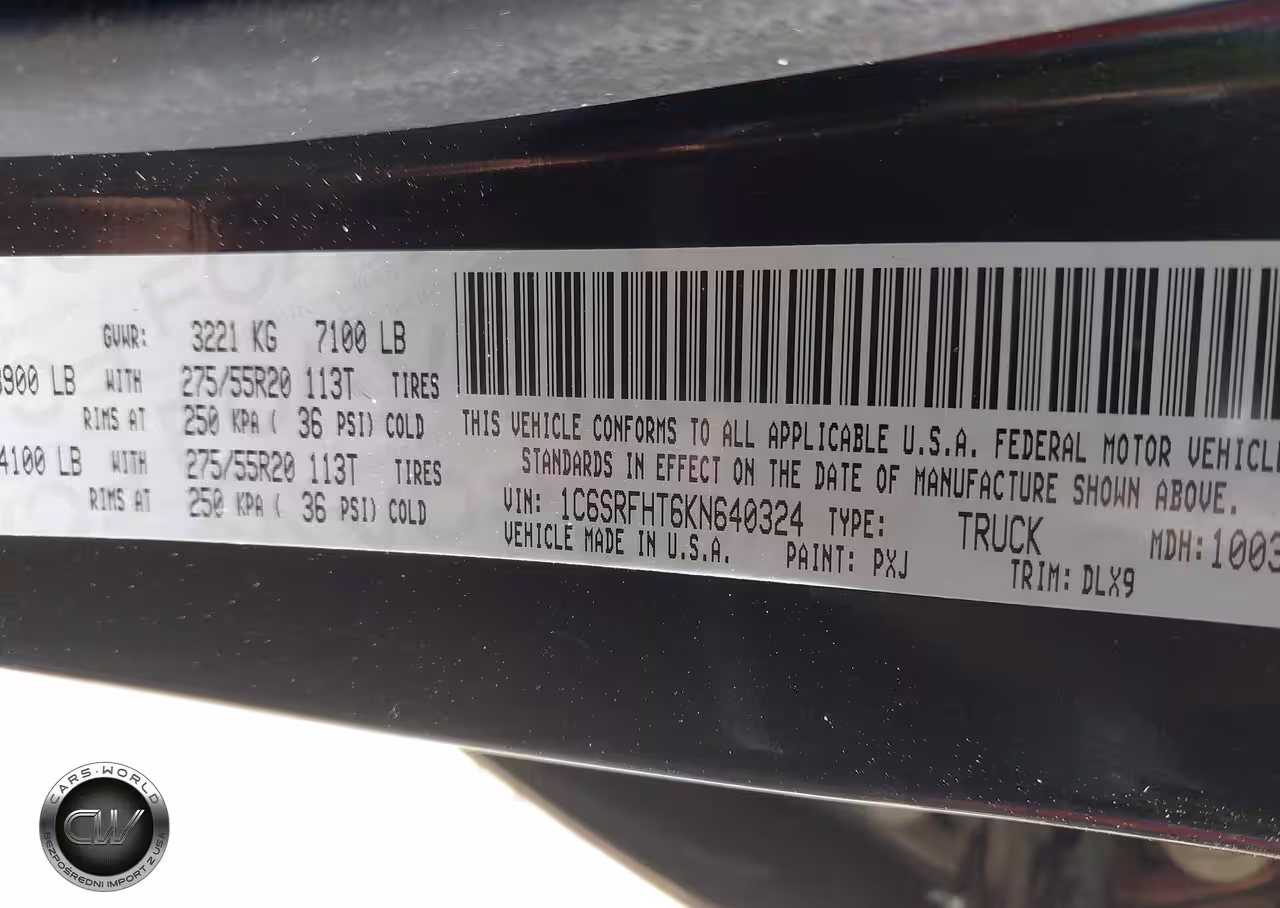 GVWR: 3221 KG 7100 LB
900 LB WITH 275/55R20 113T TIRES
RIMS AT 250 KPA ( 36 PSI) COLD
4100 LB WITH 275/55R20 113T TIRES
RIMS AT 250 KPA ( 36 PSI) COLD
THIS VEHICLE CONFORMS TO ALL APPLICABLE U.S.A. FEDERAL MOTOR VEHICL
STANDARDS IN EFFECT ON THE DATE OF MANUFACTURE SHOWN ABOVE.
VIN: 1C6SRFHT6KN640324 TYPE: TRUCK MDH: 1003
VEHICLE MADE IN U.S.A. PAINT: PXJ TRIM: DLX9
CARS-WORLD
CW
BEZPOŚREDNI IMPORT Z USA